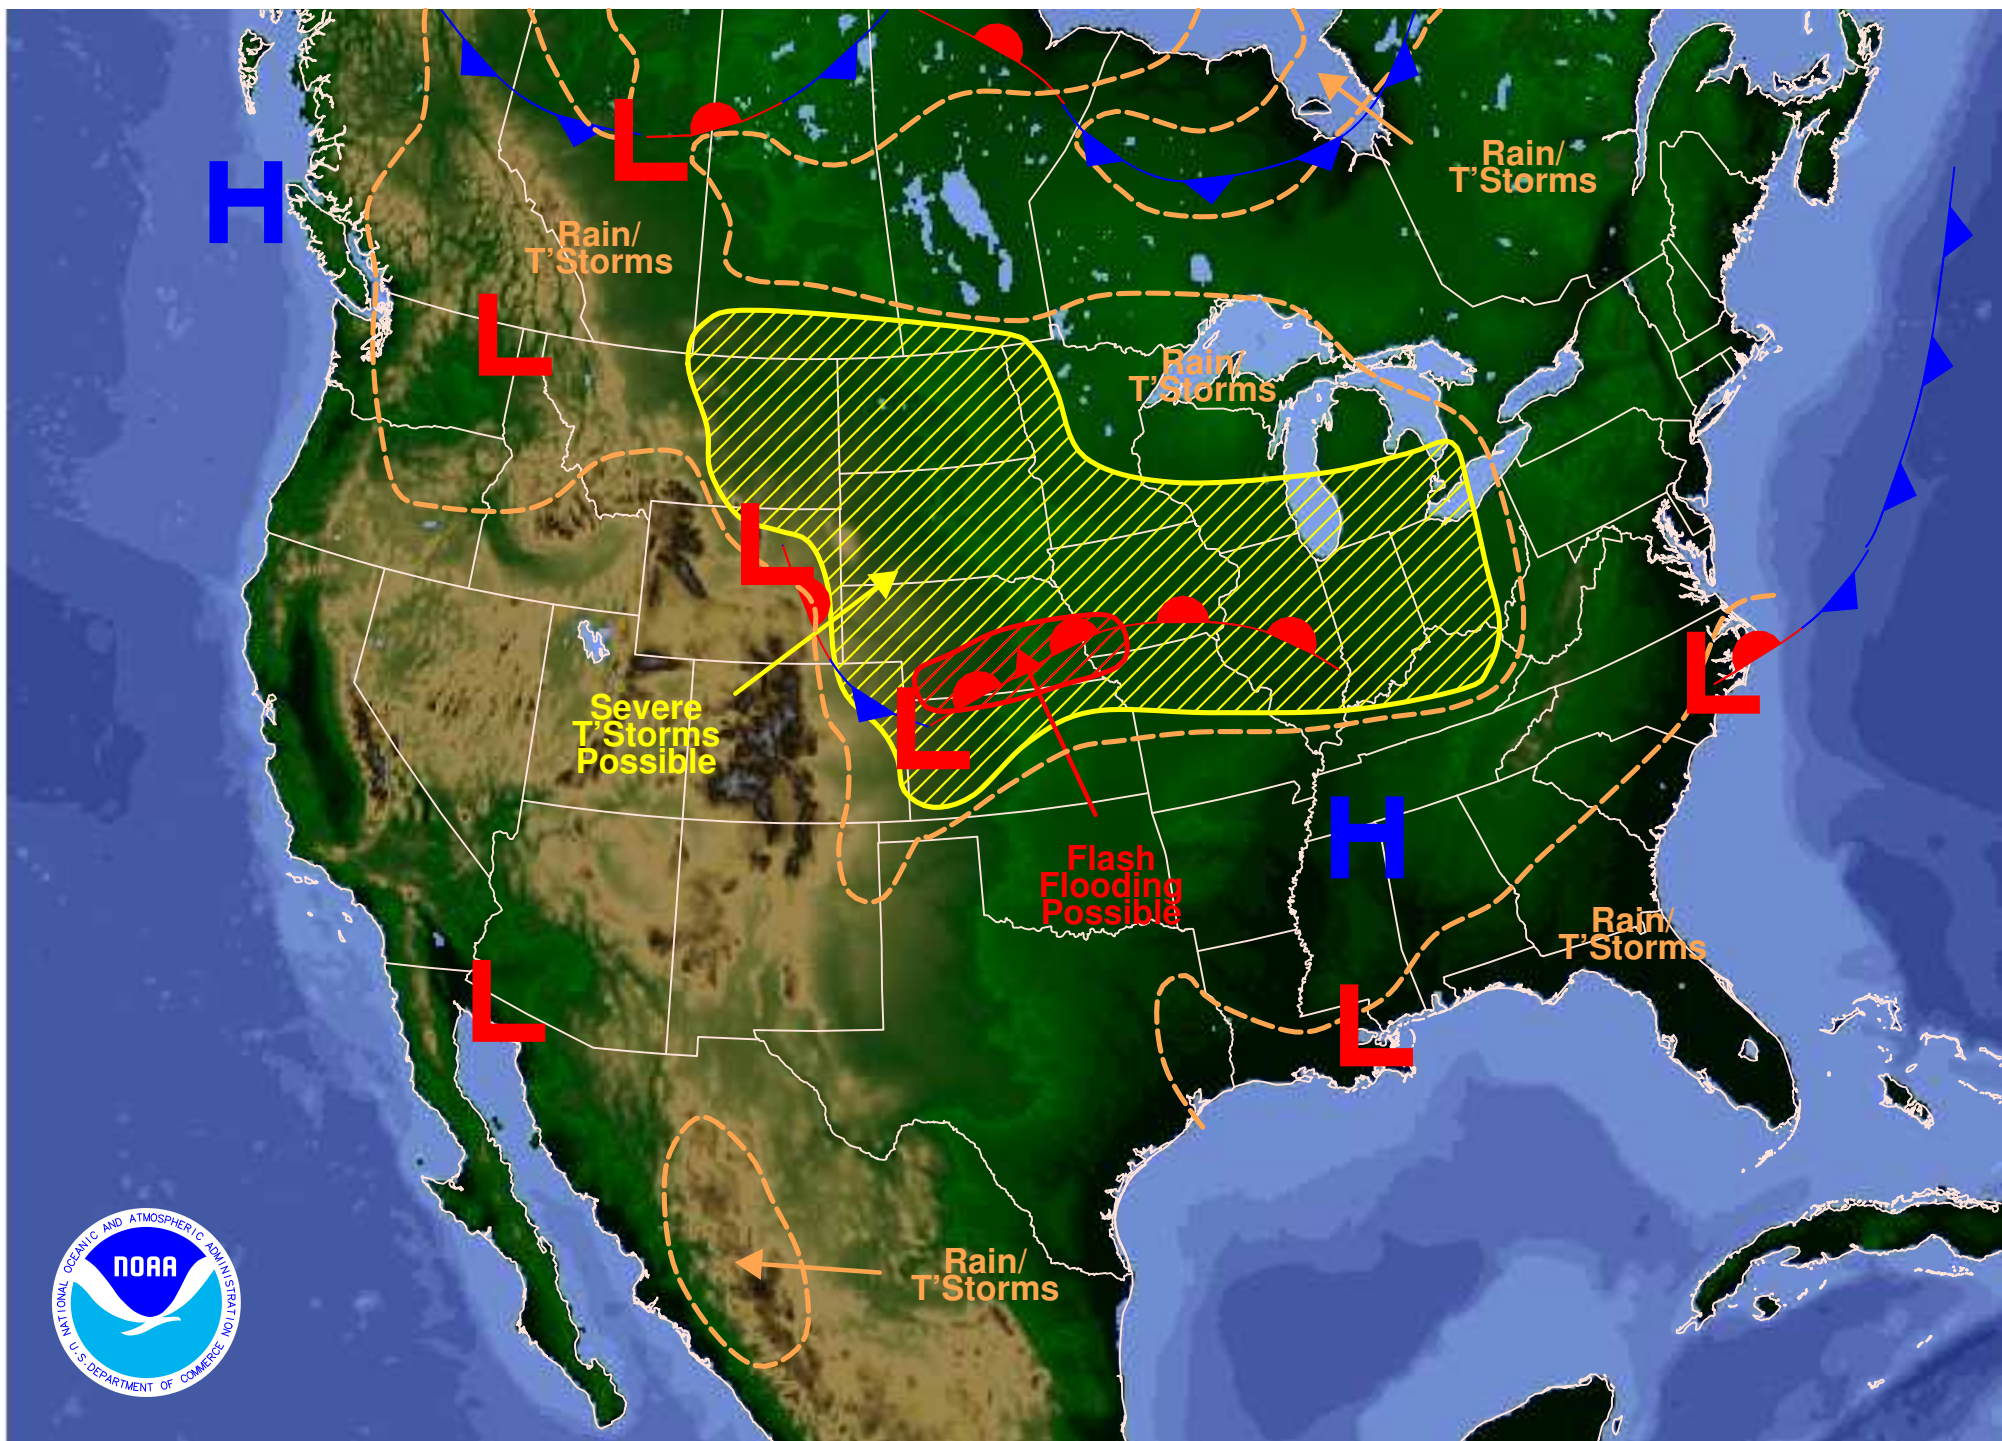 H
L
Rain/
T'Storms
Rain/
T'Storms
L
Rain/
T'Storms
L
Severe
T'Storms
Possible
L
L
H
Flash
Flooding
Possible
Rain/
T'Storms
L
L
Rain/
T'Storms
NATIONAL OCEANIC AND ATMOSPHERIC ADMINISTRATION
NOAA
U.S. DEPARTMENT OF COMMERCE